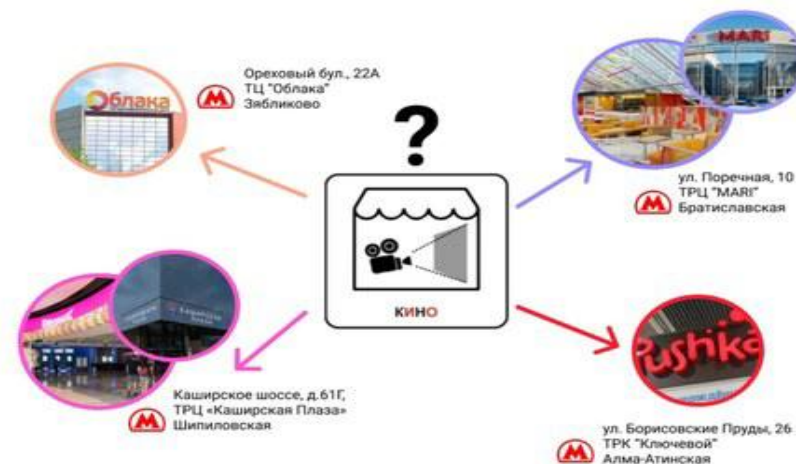 Облака
Ореховый бул., 22А
ТЦ "Облака"
Зябликово
?
MARI
ул. Поречная, 10
ТРЦ "MARI"
Братиславская
КИНО
Каширское шоссе, д.61Г,
ТРЦ «Каширская Плаза»
Шипиловская
Pushka
ул. Борисовские Пруды, 26
ТРК "Ключевой"
Алма-Атинская